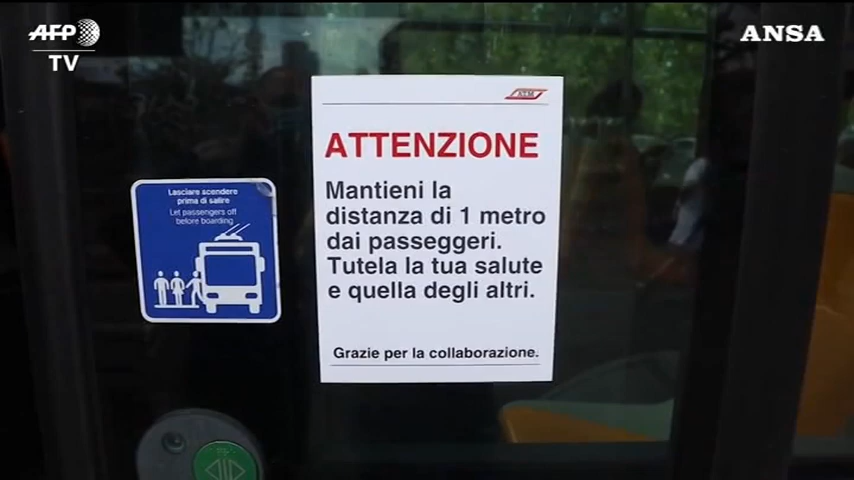 AFP
TV
ANSA
ATM
ATTENZIONE
Mantieni la
distanza di 1 metro
dai passeggeri.
Tutela la tua salute
e quella degli altri.
Grazie per la collaborazione.
Lasciare scendere
prima di salire
Let passengers off
before boarding